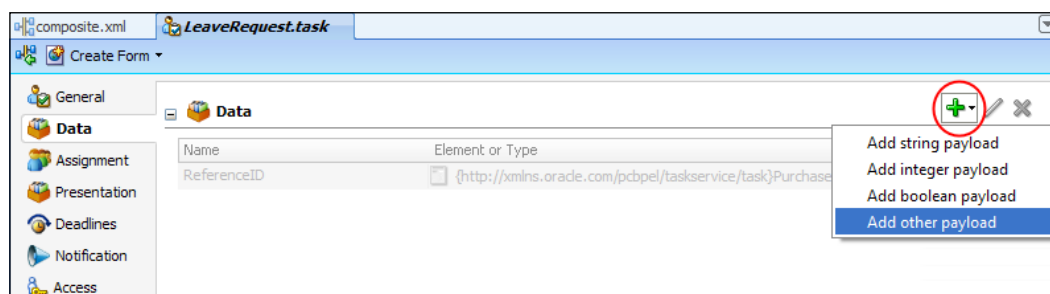 composite.xml LeaveRequest.task
Create Form
General
Data
Data
Name Element or Type
ReferenceID {http://xmlns.oracle.com/pcbpel/taskservice/task}Purchase
Add string payload
Add integer payload
Add boolean payload
Add other payload
Assignment
Presentation
Deadlines
Notification
Access